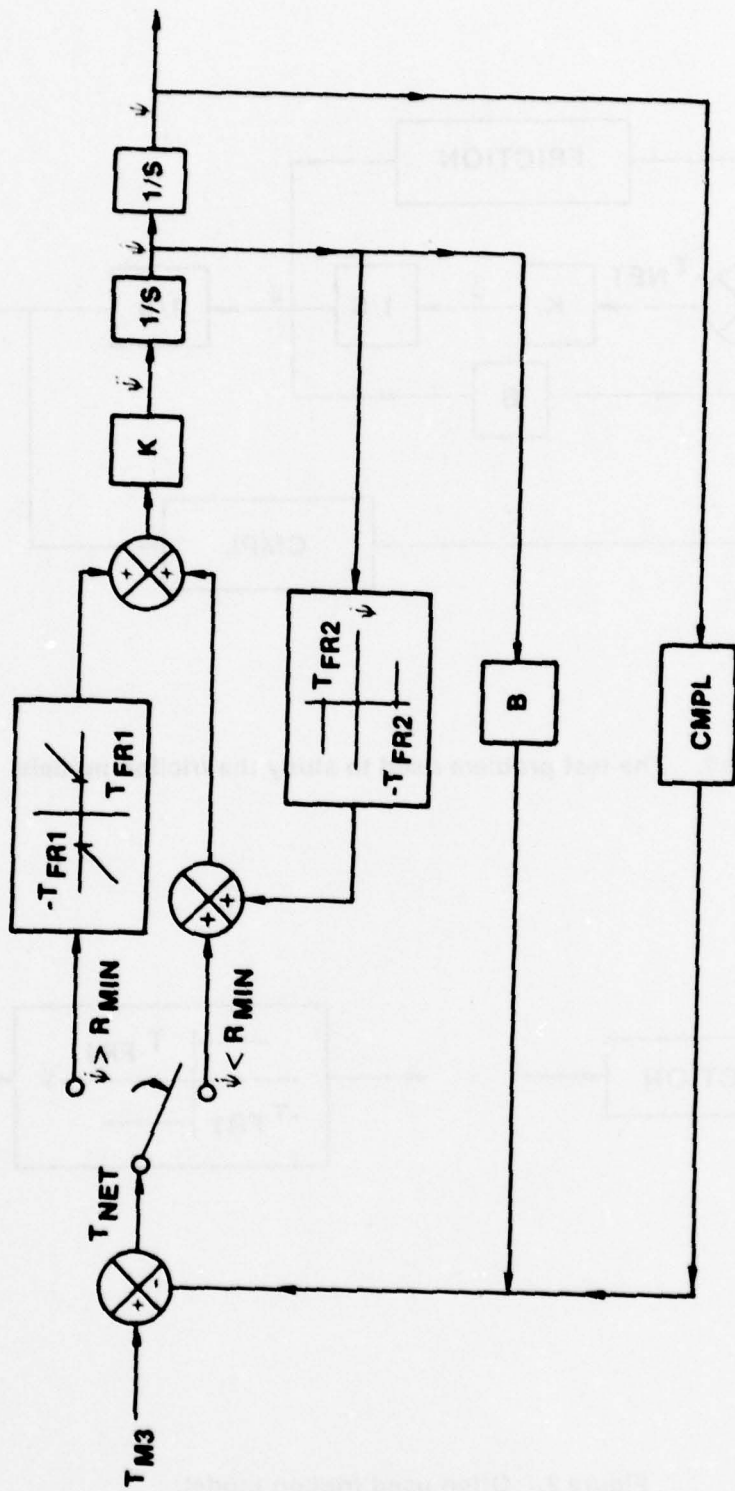 T_M3
+
-
T_NET
ψ̇ > R_MIN
ψ̇ < R_MIN
-T_FR1
T_FR1
+
+
T_FR2
-T_FR2
ψ̇
+
+
K
ψ̈
1/S
ψ̇
1/S
ψ
B
CMPL